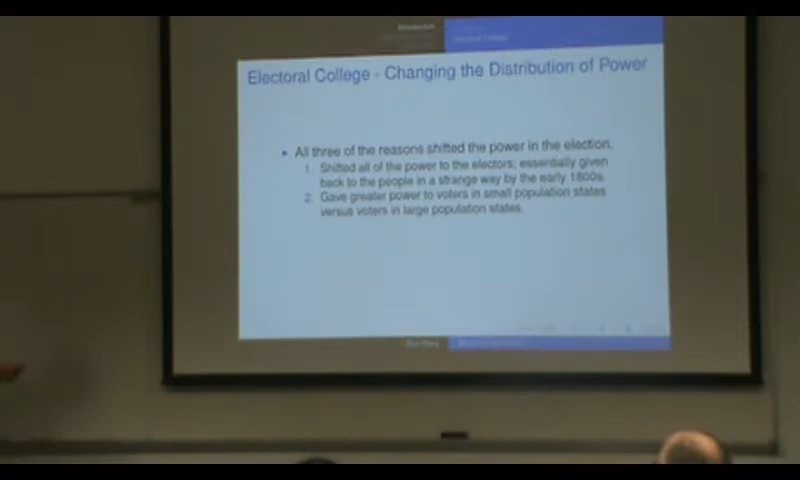 Electoral College - Changing the Distribution of Power
All three of the reasons shifted the power in the election.
1. Shifted all of the power to the electors; essentially given
back to the people in a strange way by the early 1800s.
2. Gave greater power to voters in small population states
versus voters in large population states.